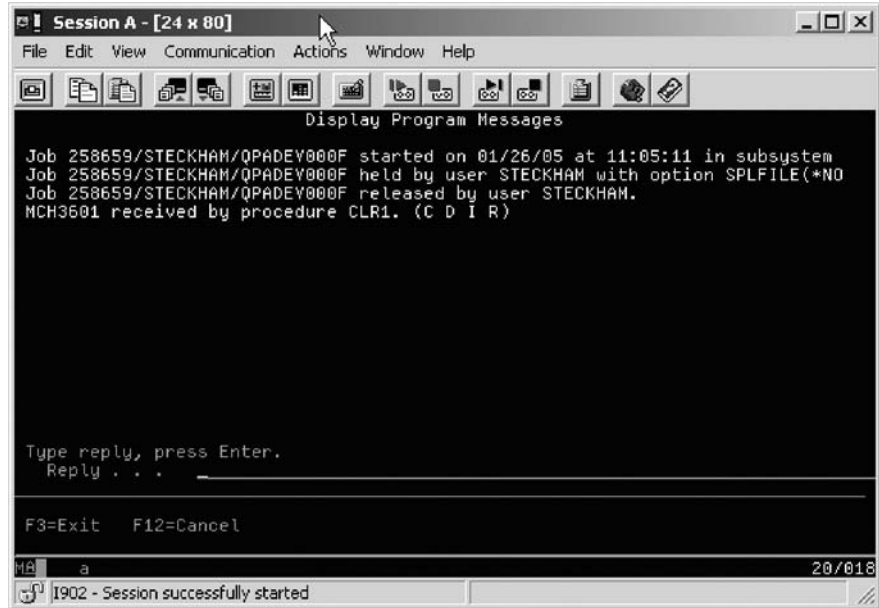 Session A - [24 x 80]
File Edit View Communication Actions Window Help
Display Program Messages
Job 258659/STECKHAM/QPADEV000F started on 01/26/05 at 11:05:11 in subsystem
Job 258659/STECKHAM/QPADEV000F held by user STECKHAM with option SPLFILE(*NO
Job 258659/STECKHAM/QPADEV000F released by user STECKHAM.
MCH3601 received by procedure CLR1. (C D I R)
Type reply, press Enter.
Reply . . . _
F3=Exit F12=Cancel
MA a 20/018
I902 - Session successfully started